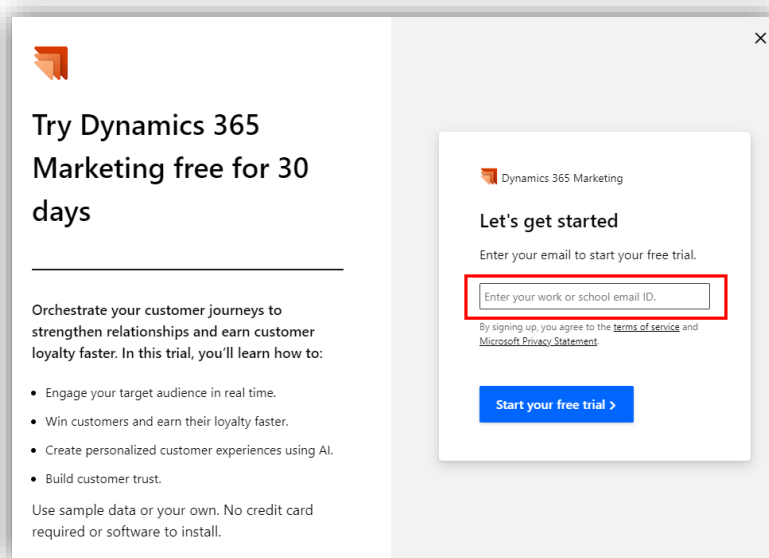 Try Dynamics 365
Marketing free for 30
days
Orchestrate your customer journeys to
strengthen relationships and earn customer
loyalty faster. In this trial, you'll learn how to:
• Engage your target audience in real time.
• Win customers and earn their loyalty faster.
• Create personalized customer experiences using AI.
• Build customer trust.
Use sample data or your own. No credit card
required or software to install.
Dynamics 365 Marketing
Let's get started
Enter your email to start your free trial.
Enter your work or school email ID.
By signing up, you agree to the terms of service and
Microsoft Privacy Statement.
Start your free trial >